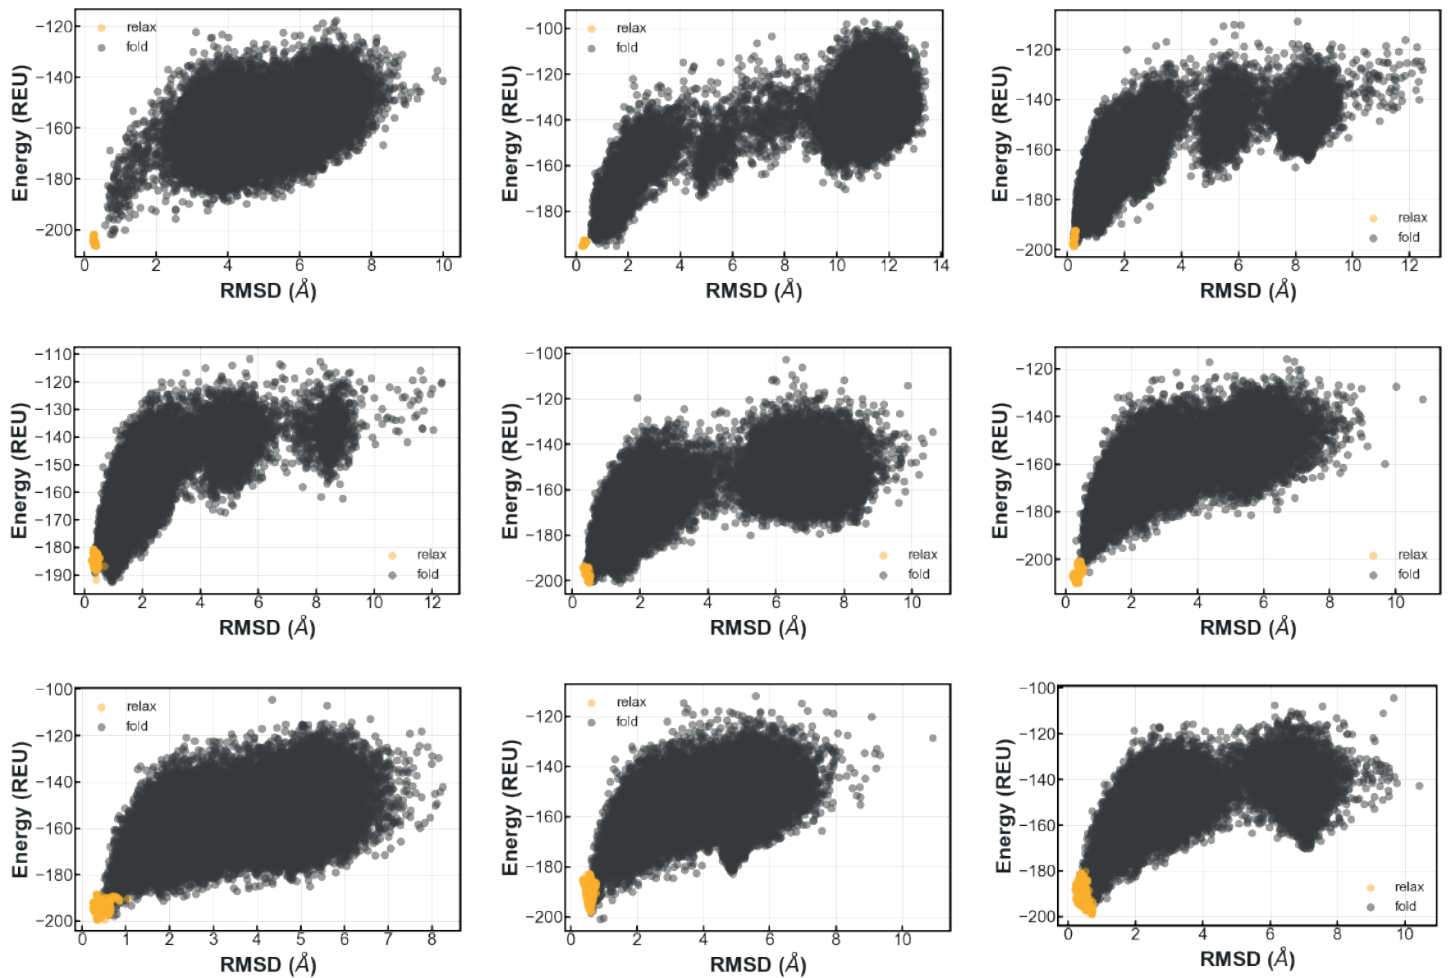 −120
−140
−160
−180
−200
Energy (REU)
relax
fold
0 2 4 6 8 10
RMSD (Å)
−100
−120
−140
−160
−180
Energy (REU)
relax
fold
0 2 4 6 8 10 12 14
RMSD (Å)
−120
−140
−160
−180
−200
Energy (REU)
relax
fold
0 2 4 6 8 10 12
RMSD (Å)
−110
−120
−130
−140
−150
−160
−170
−180
−190
Energy (REU)
relax
fold
0 2 4 6 8 10 12
RMSD (Å)
−100
−120
−140
−160
−180
−200
Energy (REU)
relax
fold
0 2 4 6 8 10
RMSD (Å)
−120
−140
−160
−180
−200
Energy (REU)
relax
fold
0 2 4 6 8 10
RMSD (Å)
−100
−120
−140
−160
−180
−200
Energy (REU)
relax
fold
0 1 2 3 4 5 6 7 8
RMSD (Å)
−120
−140
−160
−180
−200
Energy (REU)
relax
fold
0 2 4 6 8 10
RMSD (Å)
−100
−120
−140
−160
−180
−200
Energy (REU)
relax
fold
0 2 4 6 8 10
RMSD (Å)